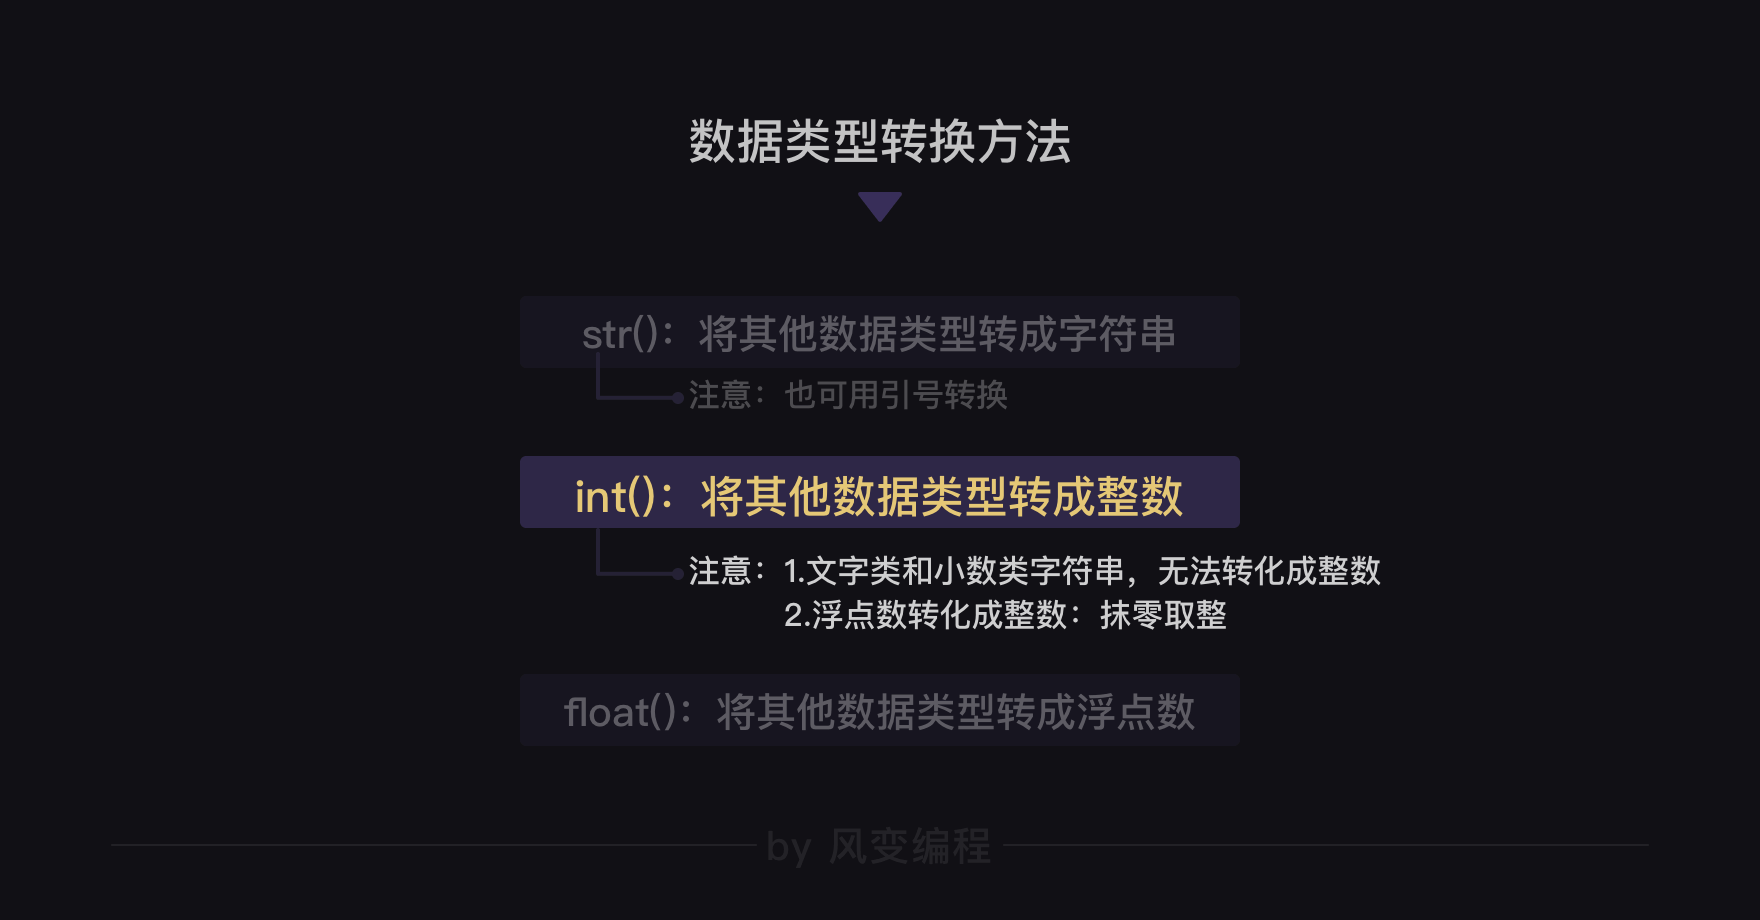 数据类型转换方法
str()：将其他数据类型转成字符串
注意：也可用引号转换
int()：将其他数据类型转成整数
注意：1.文字类和小数类字符串，无法转化成整数
2.浮点数转化成整数：抹零取整
float()：将其他数据类型转成浮点数
by 风变编程